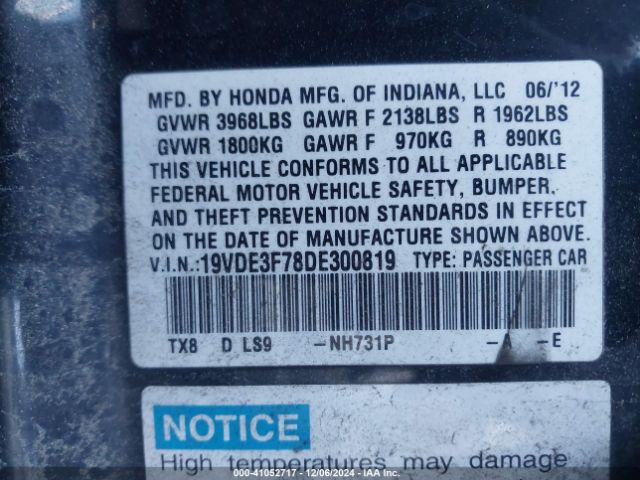 MFD. BY HONDA MFG. OF INDIANA, LLC 06/'12
GVWR 3968LBS GAWR F 2138LBS R 1962LBS
GVWR 1800KG GAWR F 970KG R 890KG
THIS VEHICLE CONFORMS TO ALL APPLICABLE
FEDERAL MOTOR VEHICLE SAFETY, BUMPER,
AND THEFT PREVENTION STANDARDS IN EFFECT
ON THE DATE OF MANUFACTURE SHOWN ABOVE.
V.I.N.:19VDE3F78DE300819 TYPE: PASSENGER CAR
TX8 D LS9 -NH731P -A -E
NOTICE
High temperatures may damage
000-41052717 - 12/06/2024 - IAA Inc.